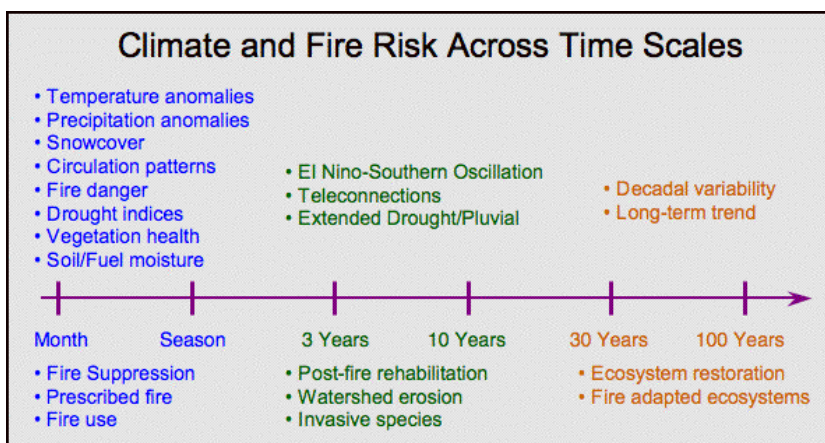 Climate and Fire Risk Across Time Scales
• Temperature anomalies
• Precipitation anomalies
• Snowcover
• Circulation patterns
• Fire danger
• Drought indices
• Vegetation health
• Soil/Fuel moisture
• El Nino-Southern Oscillation
• Teleconnections
• Extended Drought/Pluvial
• Decadal variability
• Long-term trend
Month Season 3 Years 10 Years 30 Years 100 Years
• Fire Suppression
• Prescribed fire
• Fire use
• Post-fire rehabilitation
• Watershed erosion
• Invasive species
• Ecosystem restoration
• Fire adapted ecosystems